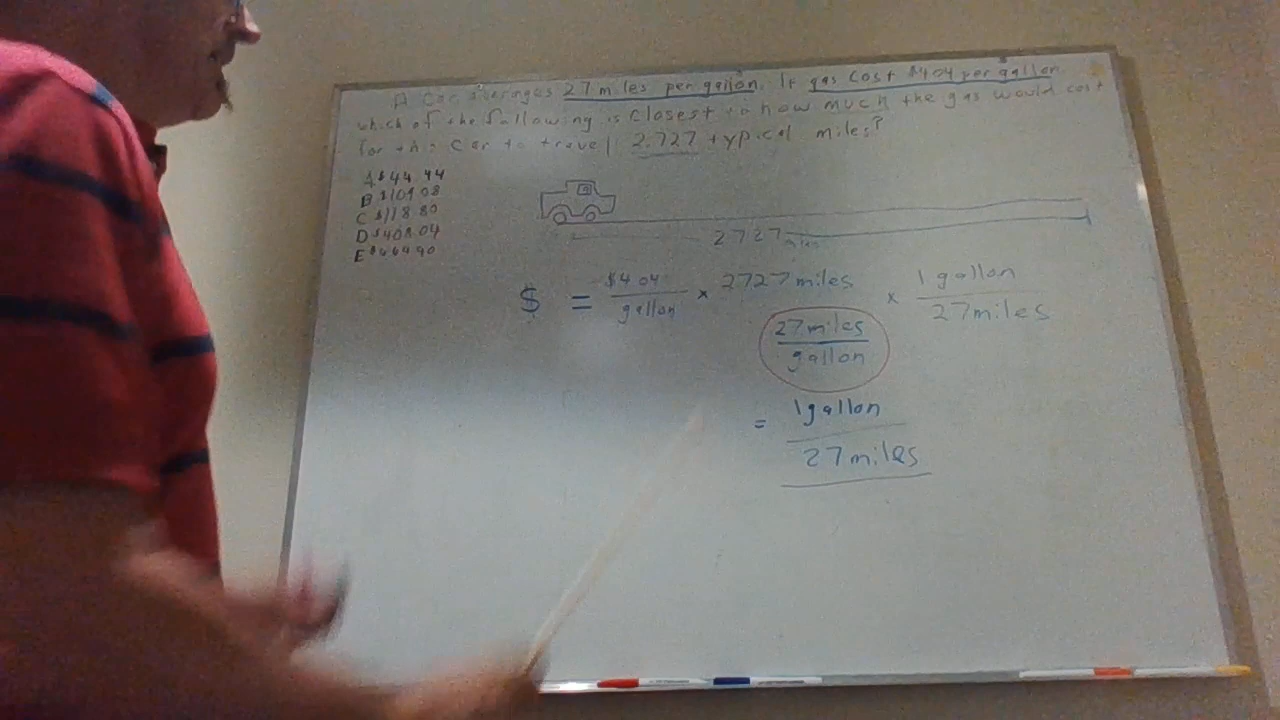 A car averages 27 miles per gallon. If gas cost $4.04 per gallon
which of the following is closest to how much the gas would cost
for the car to travel 2,727 typical miles?
A $44.44
B $109.08
C $118.80
D $408.04
E $
2727 miles
$ = $4.04 / gallon × 2727 miles × 1 gallon / 27 miles
27 miles
gallon
= 1 gallon
27 miles